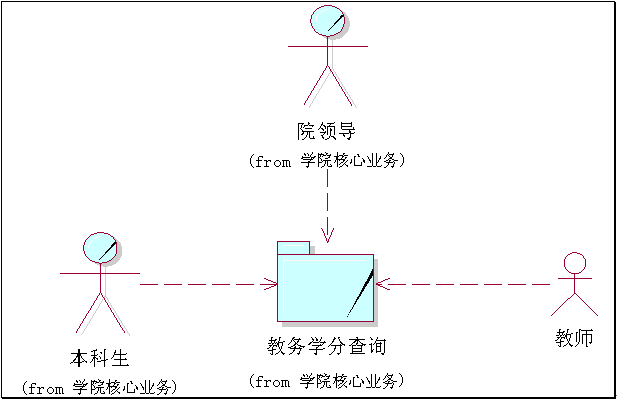 院领导
(from 学院核心业务)
本科生
(from 学院核心业务)
教务学分查询
(from 学院核心业务)
教师